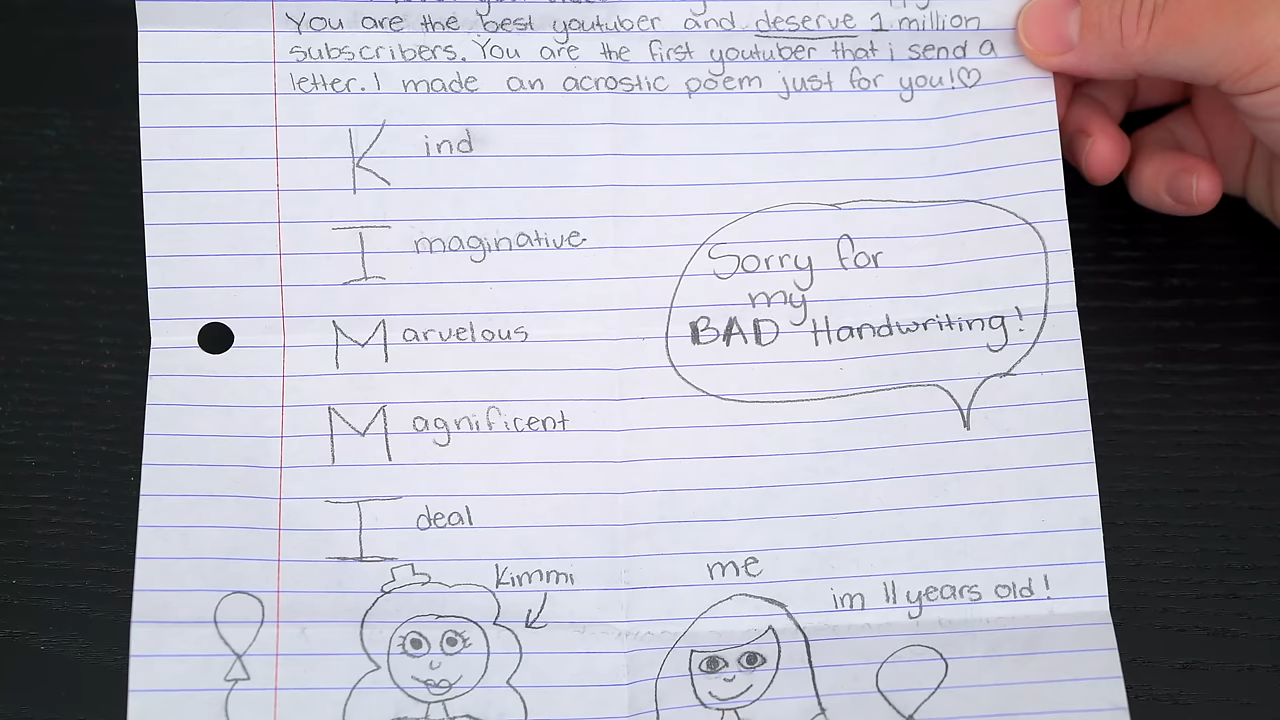 You are the best youtuber and deserve 1 million
subscribers. You are the first youtuber that i send a
letter. I made an acrostic poem just for you!♡
Kind
Imaginative
Sorry for
my
BAD Handwriting!
Marvelous
Magnificent
Ideal
Kimmi
me
im 11 years old!